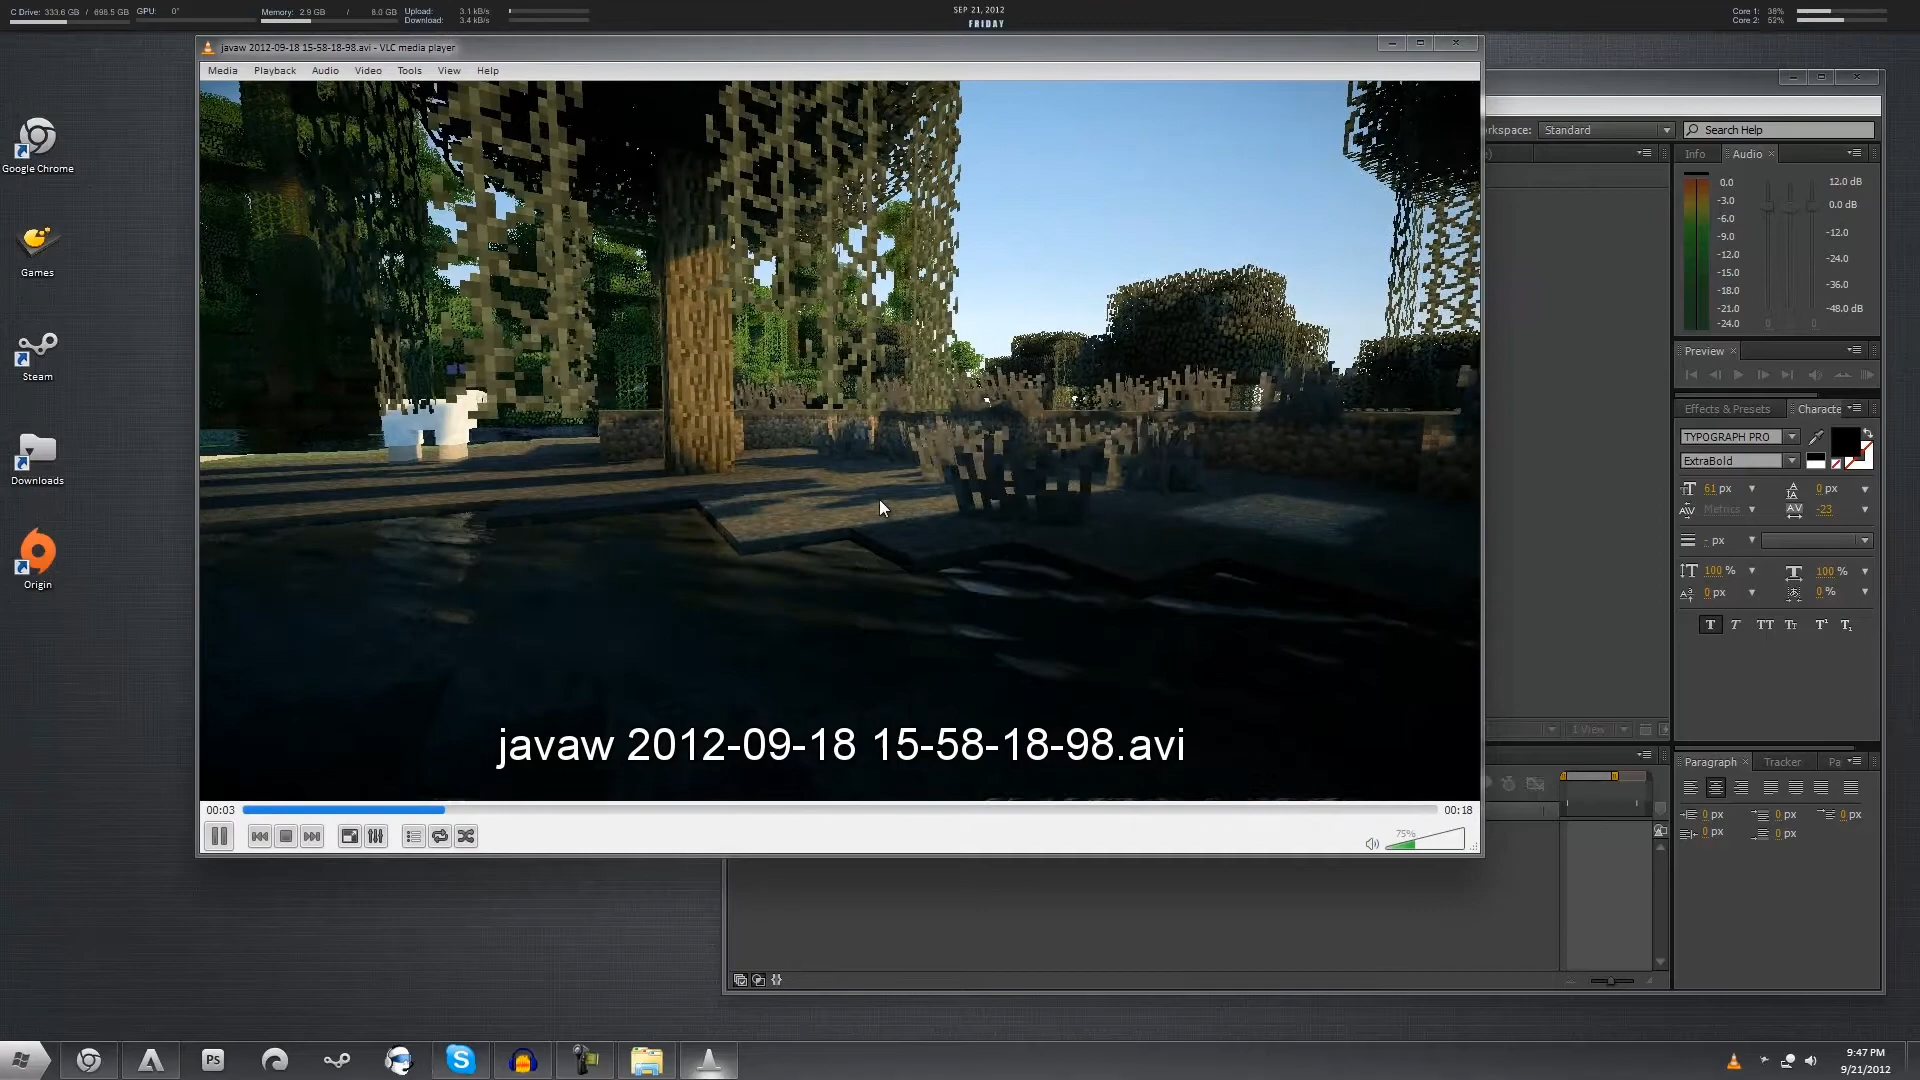 C Drive: 333.6 GB / 698.5 GB
GPU: 0°
Memory: 2.9 GB / 8.0 GB
Upload: 3.1 kB/s
Download: 3.4 kB/s
SEP 21, 2012
FRIDAY
Core 1: 38%
Core 2: 52%
javaw 2012-09-18 15-58-18-98.avi - VLC media player
Media Playback Audio Video Tools View Help
Google Chrome
Games
Steam
Downloads
Origin
javaw 2012-09-18 15-58-18-98.avi
00:03
00:18
75%
rkspace: Standard
Search Help
Info Audio
0.0
-3.0
-6.0
-9.0
-12.0
-15.0
-18.0
-21.0
-24.0
12.0 dB
0.0 dB
-12.0
-24.0
-36.0
-48.0 dB
Preview
Effects & Presets Characte
TYPOGRAPH PRO
ExtraBold
61 px 0 px
Metrics -23
- px
100 % 100 %
0 px 0 %
T T TT Tt T¹ T₁
1 View
Paragraph Tracker Pa
0 px 0 px 0 px
0 px 0 px
PS
9:47 PM
9/21/2012